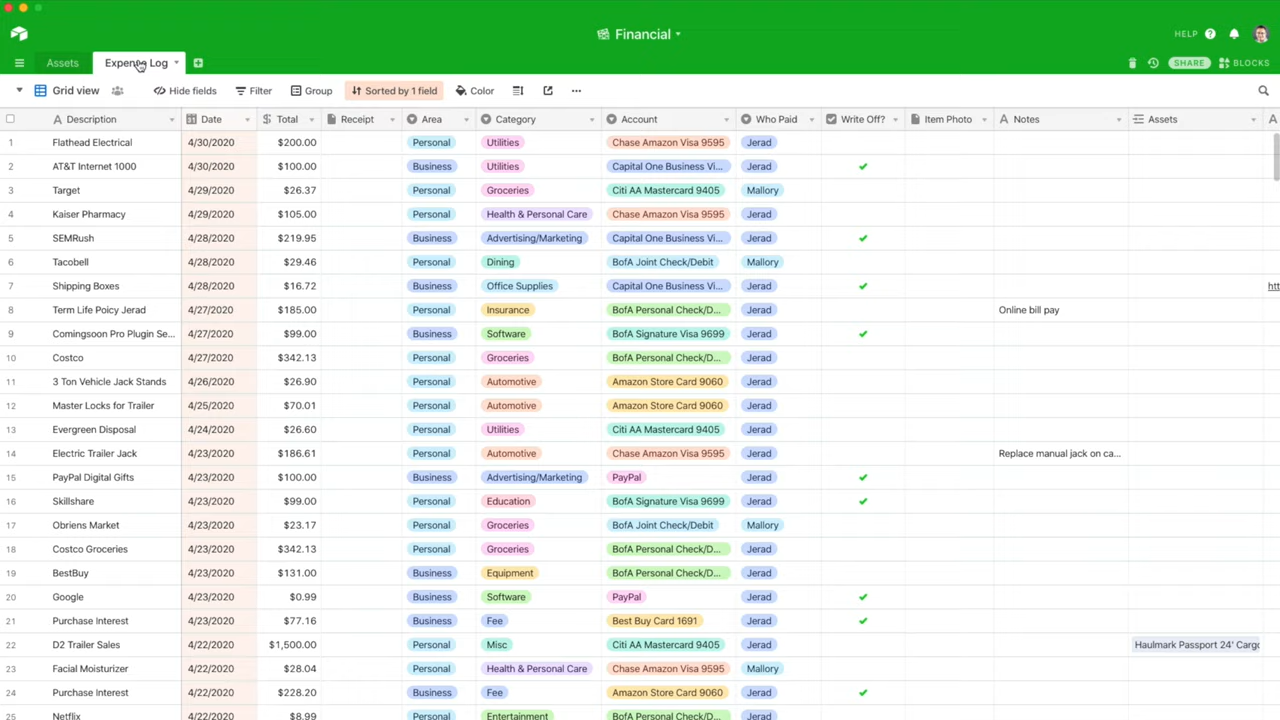 Financial
HELP
Assets
Expense Log
SHARE
BLOCKS
Grid view Hide fields Filter Group Sorted by 1 field Color
Description Date Total Receipt Area Category Account Who Paid Write Off? Item Photo Notes Assets
1 Flathead Electrical 4/30/2020 $200.00 Personal Utilities Chase Amazon Visa 9595 Jerad
2 AT&T Internet 1000 4/30/2020 $100.00 Business Utilities Capital One Business Vi... Jerad
3 Target 4/29/2020 $26.37 Personal Groceries Citi AA Mastercard 9405 Mallory
4 Kaiser Pharmacy 4/29/2020 $105.00 Personal Health & Personal Care Chase Amazon Visa 9595 Jerad
5 SEMRush 4/28/2020 $219.95 Business Advertising/Marketing Capital One Business Vi... Jerad
6 Tacobell 4/28/2020 $29.46 Personal Dining BofA Joint Check/Debit Mallory
7 Shipping Boxes 4/28/2020 $16.72 Business Office Supplies Capital One Business Vi... Jerad htt
8 Term Life Poicy Jerad 4/27/2020 $185.00 Personal Insurance BofA Personal Check/D... Jerad Online bill pay
9 Comingsoon Pro Plugin Se... 4/27/2020 $99.00 Business Software BofA Signature Visa 9699 Jerad
10 Costco 4/27/2020 $342.13 Personal Groceries BofA Personal Check/D... Jerad
11 3 Ton Vehicle Jack Stands 4/26/2020 $26.90 Personal Automotive Amazon Store Card 9060 Jerad
12 Master Locks for Trailer 4/25/2020 $70.01 Personal Automotive Amazon Store Card 9060 Jerad
13 Evergreen Disposal 4/24/2020 $26.60 Personal Utilities Citi AA Mastercard 9405 Jerad
14 Electric Trailer Jack 4/23/2020 $186.61 Personal Automotive Chase Amazon Visa 9595 Jerad Replace manual jack on ca...
15 PayPal Digital Gifts 4/23/2020 $100.00 Business Advertising/Marketing PayPal Jerad
16 Skillshare 4/23/2020 $99.00 Personal Education BofA Signature Visa 9699 Jerad
17 Obriens Market 4/23/2020 $23.17 Personal Groceries BofA Joint Check/Debit Mallory
18 Costco Groceries 4/23/2020 $342.13 Personal Groceries BofA Personal Check/D... Jerad
19 BestBuy 4/23/2020 $131.00 Business Equipment BofA Personal Check/D... Jerad
20 Google 4/23/2020 $0.99 Business Software PayPal Jerad
21 Purchase Interest 4/23/2020 $77.16 Business Fee Best Buy Card 1691 Jerad
22 D2 Trailer Sales 4/22/2020 $1,500.00 Personal Misc Citi AA Mastercard 9405 Jerad Haulmark Passport 24' Cargo
23 Facial Moisturizer 4/22/2020 $28.04 Personal Health & Personal Care Chase Amazon Visa 9595 Mallory
24 Purchase Interest 4/22/2020 $228.20 Business Fee Amazon Store Card 9060 Jerad
25 Netflix 4/22/2020 $8.99 Personal Entertainment BofA Personal Check/D... Jerad